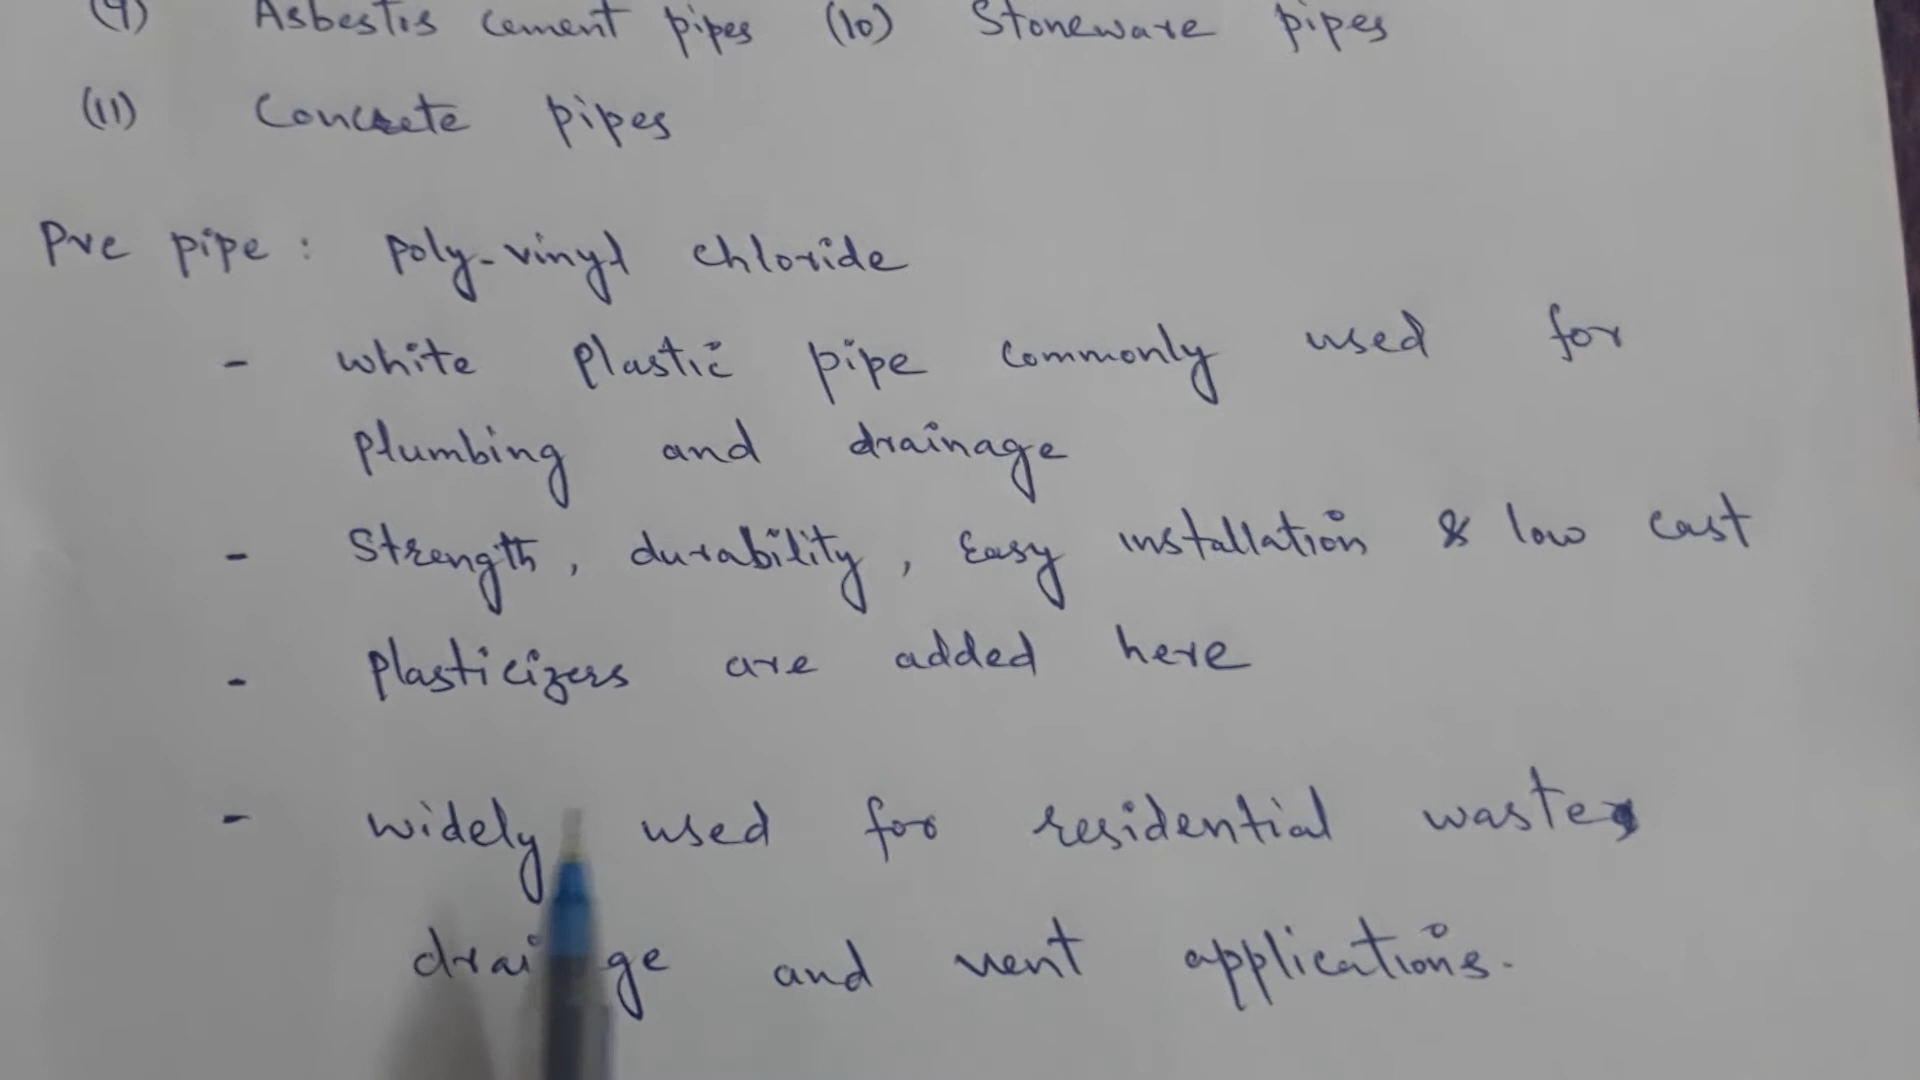 (9) Asbestis cement pipes (10) Stoneware pipes
(11) Concrete pipes
Pvc pipe : poly-vinyl chloride
- white plastic pipe commonly used for
plumbing and drainage
- Strength, durability, Easy installation & low cost
- plasticizers are added here
- widely used for residential waste,
drai ge and vent applications.